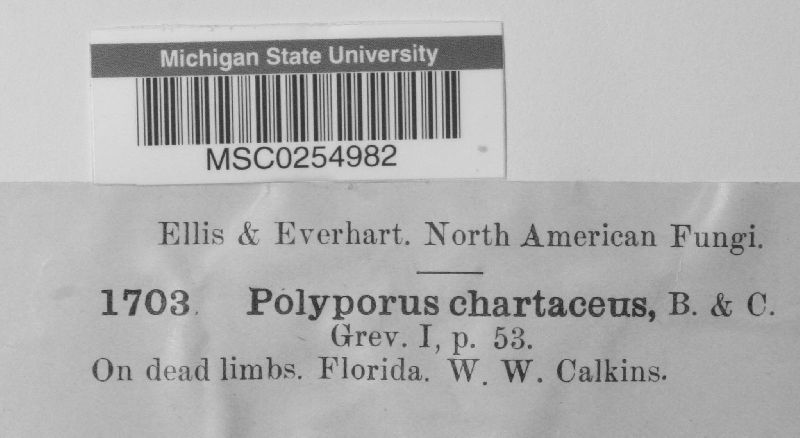 Michigan State University
MSC0254982
Ellis & Everhart. North American Fungi.
1703. Polyporus chartaceus, B. & C.
Grev. I, p. 53.
On dead limbs. Florida. W. W. Calkins.